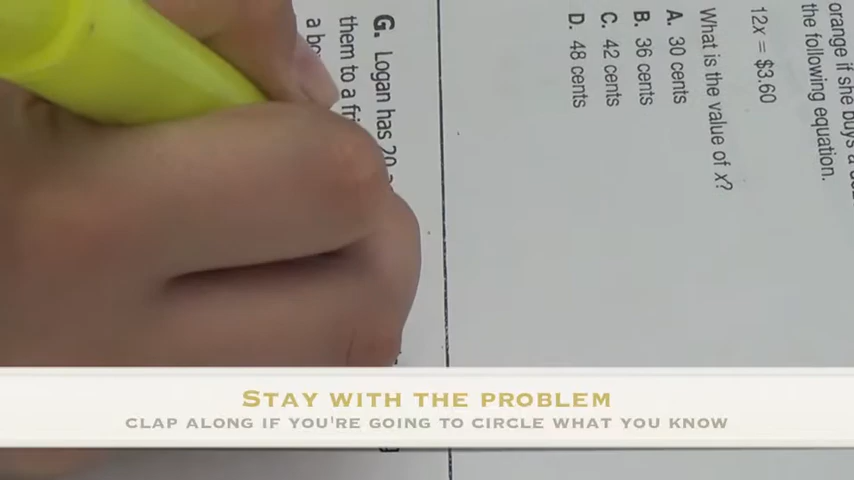 orange if she buys a
the following equation.
12x = $3.60
What is the value of x?
A. 30 cents
B. 36 cents
C. 42 cents
D. 48 cents
G. Logan has 20
them to a
a
STAY WITH THE PROBLEM
CLAP ALONG IF YOU'RE GOING TO CIRCLE WHAT YOU KNOW